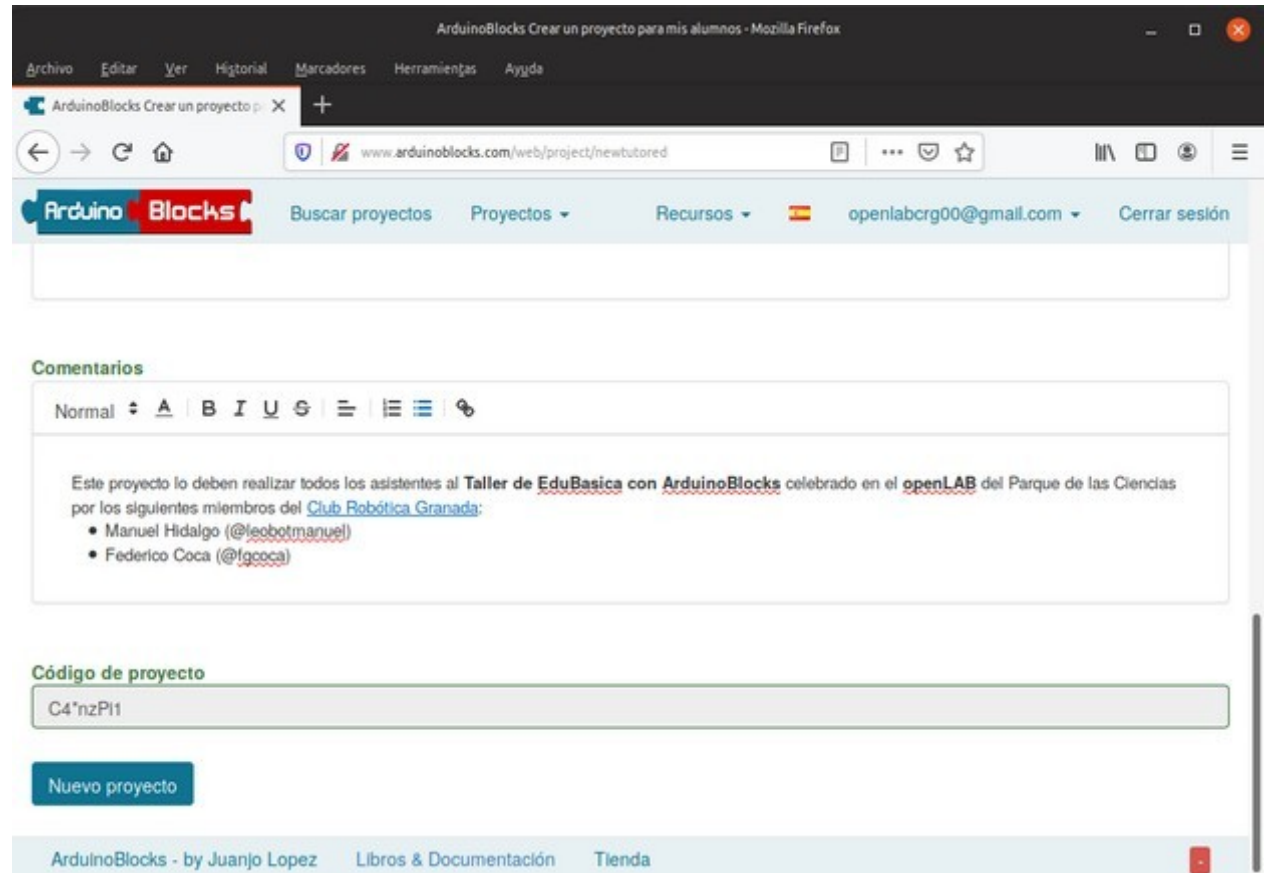 ArduinoBlocks Crear un proyecto para mis alumnos - Mozilla Firefox
Archivo Editar Ver Historial Marcadores Herramientas Ayuda
ArduinoBlocks Crear un proyecto p
www.arduinoblocks.com/web/project/newtutored
Arduino Blocks Buscar proyectos Proyectos Recursos openlabcrg00@gmail.com Cerrar sesión
Comentarios
Normal A B I U S
Este proyecto lo deben realizar todos los asistentes al Taller de EduBasica con ArduinoBlocks celebrado en el openLAB del Parque de las Ciencias
por los siguientes miembros del Club Robótica Granada:
• Manuel Hidalgo (@leobotmanuel)
• Federico Coca (@fgcoca)
Código de proyecto
Nuevo proyecto
ArduinoBlocks - by Juanjo Lopez Libros & Documentación Tienda